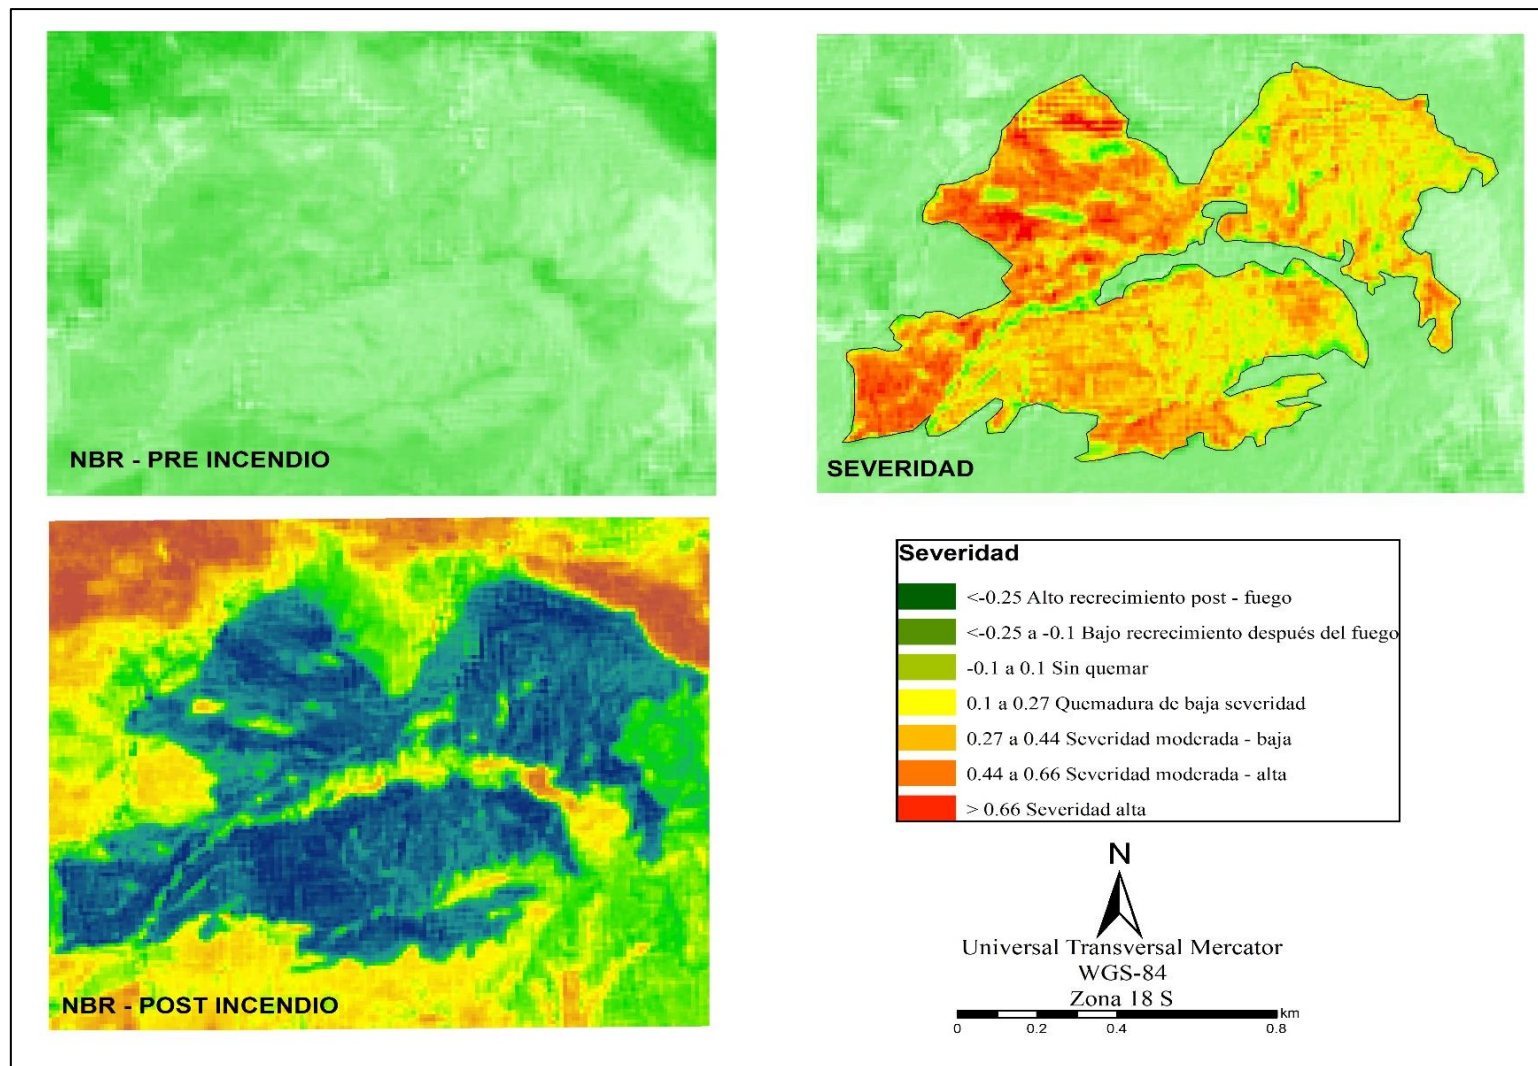 NBR - PRE INCENDIO
SEVERIDAD
NBR - POST INCENDIO
Severidad
<-0.25 Alto recrecimiento post - fuego
<-0.25 a -0.1 Bajo recrecimiento después del fuego
-0.1 a 0.1 Sin quemar
0.1 a 0.27 Quemadura de baja severidad
0.27 a 0.44 Severidad moderada - baja
0.44 a 0.66 Severidad moderada - alta
> 0.66 Severidad alta
N
Universal Transversal Mercator
WGS-84
Zona 18 S
km
0 0.2 0.4 0.8